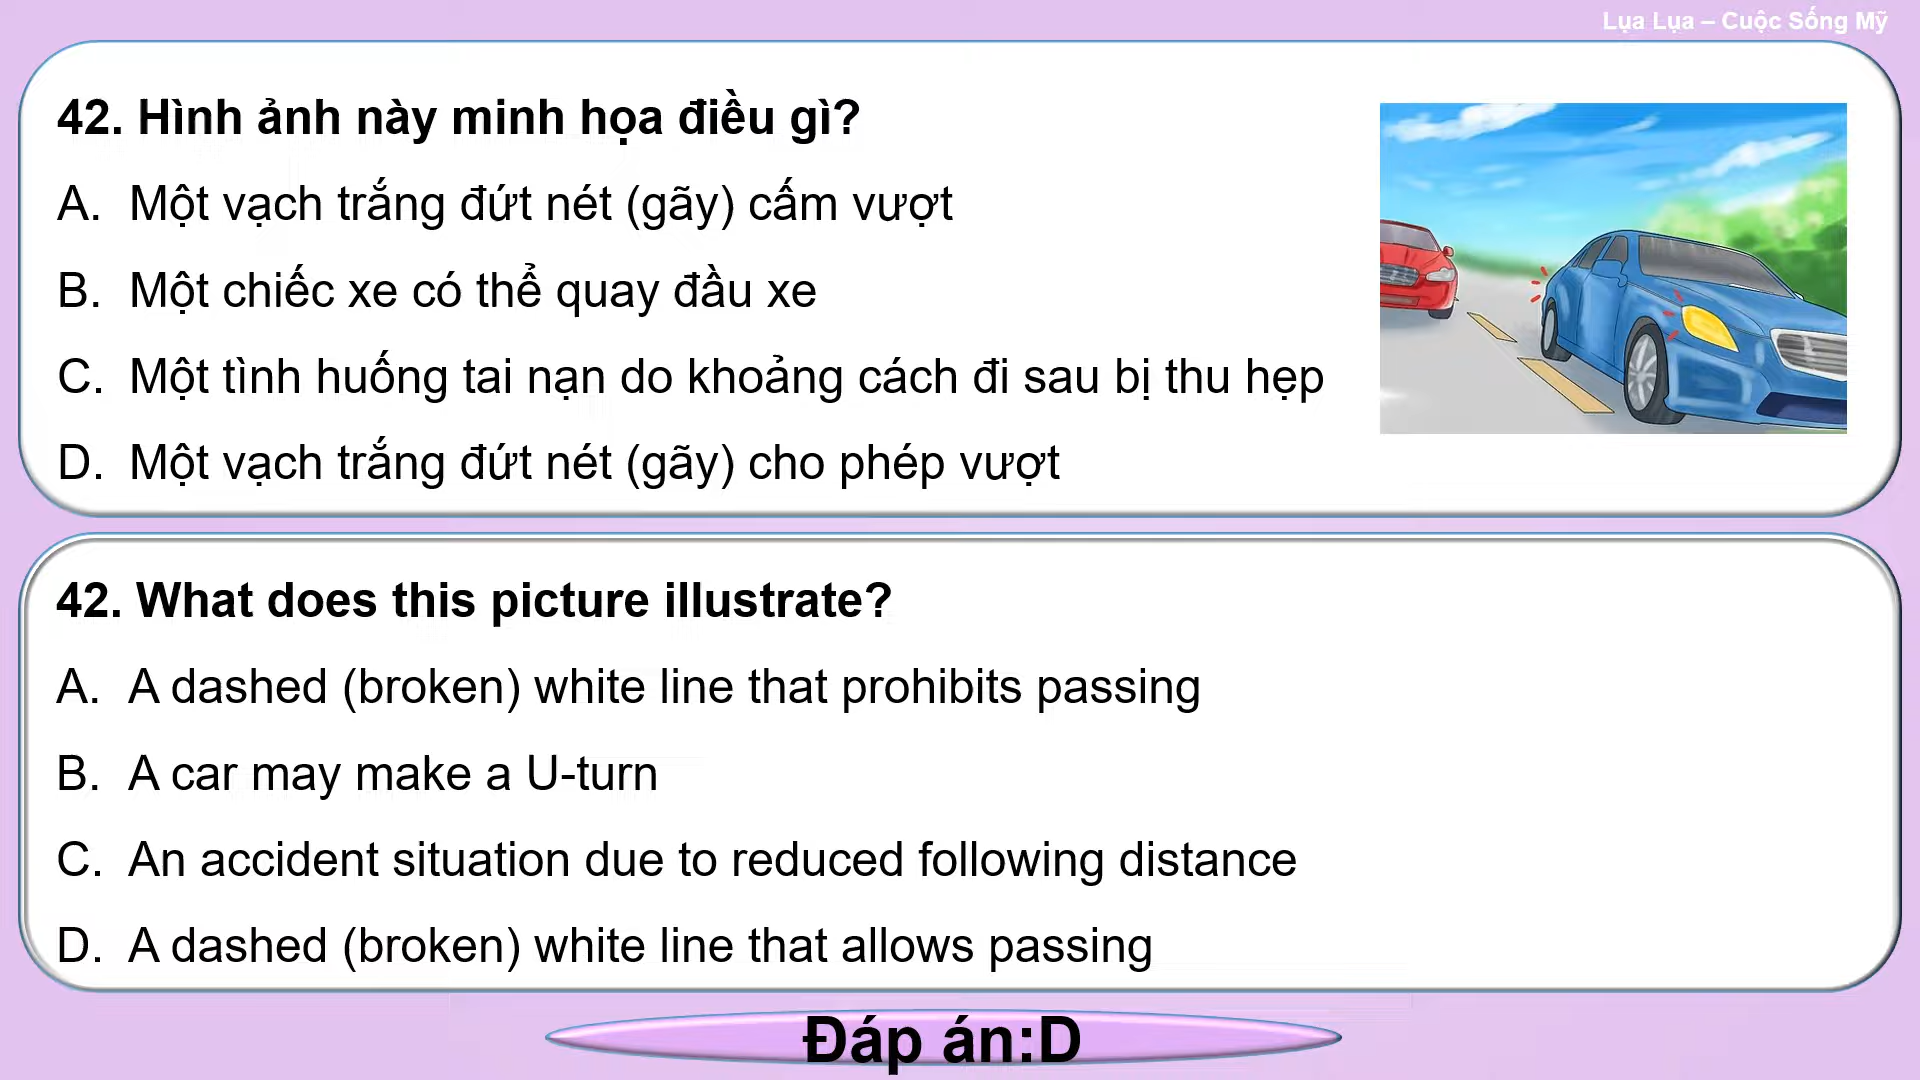 Lụa Lụa – Cuộc Sống Mỹ
42. Hình ảnh này minh họa điều gì?
A. Một vạch trắng đứt nét (gãy) cấm vượt
B. Một chiếc xe có thể quay đầu xe
C. Một tình huống tai nạn do khoảng cách đi sau bị thu hẹp
D. Một vạch trắng đứt nét (gãy) cho phép vượt
42. What does this picture illustrate?
A. A dashed (broken) white line that prohibits passing
B. A car may make a U-turn
C. An accident situation due to reduced following distance
D. A dashed (broken) white line that allows passing
Đáp án:D